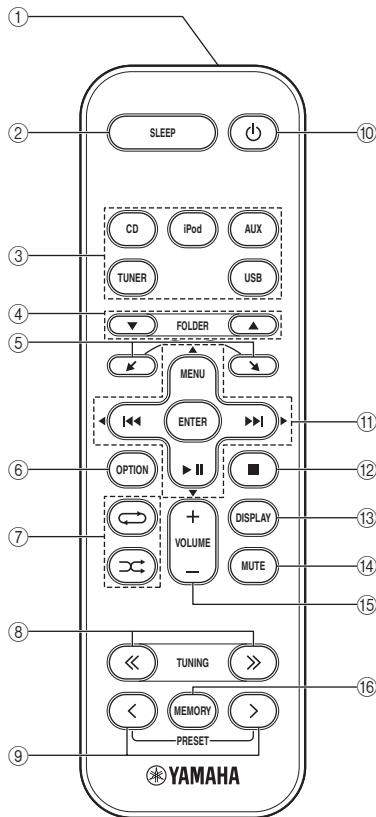 ①
② SLEEP ⑩
CD iPod AUX
③
TUNER USB
④ FOLDER
⑤
MENU
ENTER ⑪
⑥ OPTION ⑫
DISPLAY ⑬
⑦ + VOLUME −
MUTE ⑭
⑮
⑧ TUNING
⑯
MEMORY
⑨ PRESET
YAMAHA